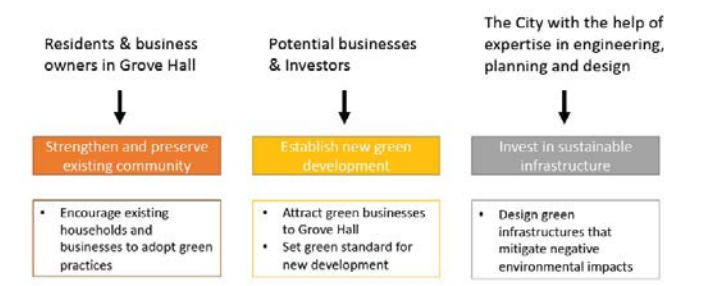 Residents & business
owners in Grove Hall
Strengthen and preserve
existing community
• Encourage existing
households and
businesses to adopt green
practices
Potential businesses
& Investors
Establish new green
development
• Attract green businesses
to Grove Hall
• Set green standard for
new development
The City with the help of
expertise in engineering,
planning and design
Invest in sustainable
infrastructure
• Design green
infrastructures that
mitigate negative
environmental impacts